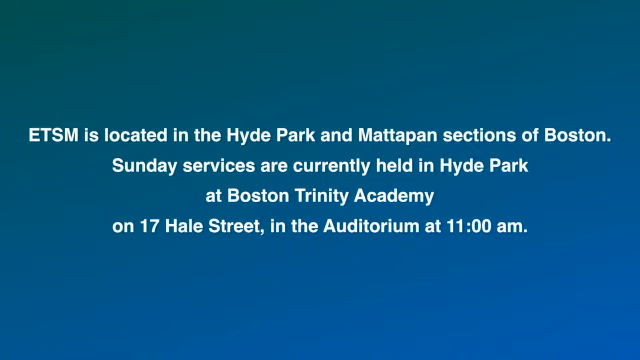 ETSM is located in the Hyde Park and Mattapan sections of Boston.
Sunday services are currently held in Hyde Park
at Boston Trinity Academy
on 17 Hale Street, in the Auditorium at 11:00 am.